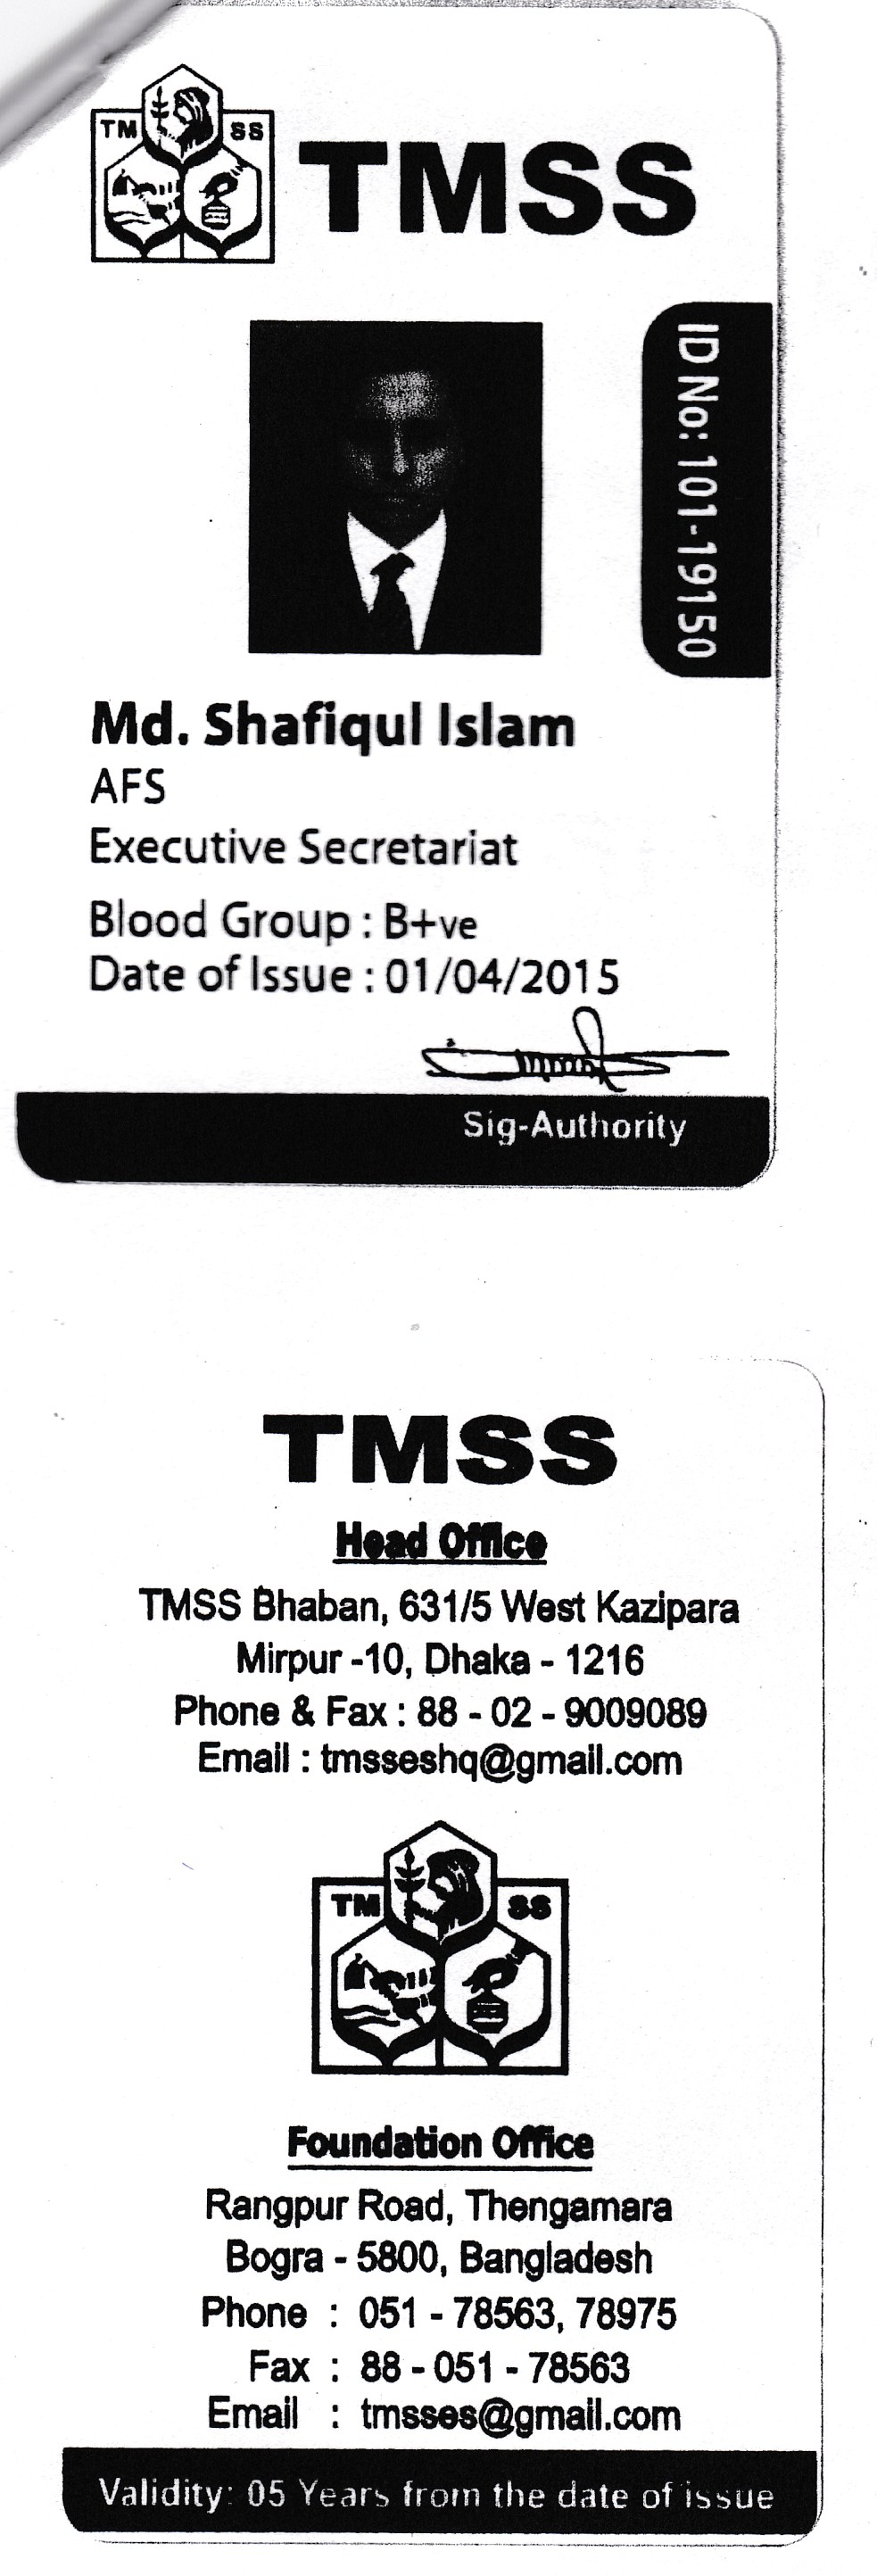 TM SS
TMSS
ID No: 101-19150
Md. Shafiqul Islam
AFS
Executive Secretariat
Blood Group : B+ve
Date of Issue : 01/04/2015
Sig-Authority
TMSS
Head Office
TMSS Bhaban, 631/5 West Kazipara
Mirpur -10, Dhaka - 1216
Phone & Fax : 88 - 02 - 9009089
Email : tmsseshq@gmail.com
TM SS
Foundation Office
Rangpur Road, Thengamara
Bogra - 5800, Bangladesh
Phone : 051 - 78563, 78975
Fax : 88 - 051 - 78563
Email : tmsses@gmail.com
Validity: 05 Years from the date of issue